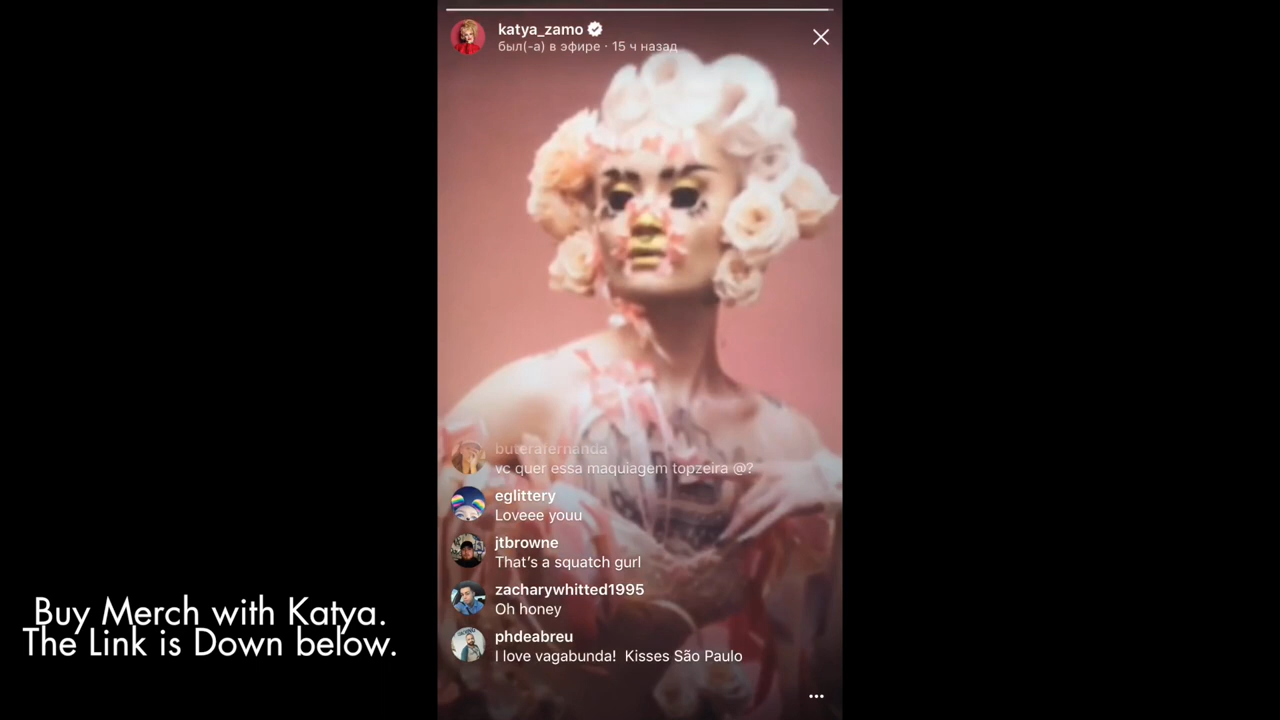 katya_zamo
был(-а) в эфире · 15 ч назад
buterafernanda
vc quer essa maquiagem topzeira @?
eglittery
Loveee youu
jtbrowne
That’s a squatch gurl
zacharywhitted1995
Oh honey
phdeabreu
I love vagabunda! Kisses São Paulo
Buy Merch with Katya.
The Link is Down below.